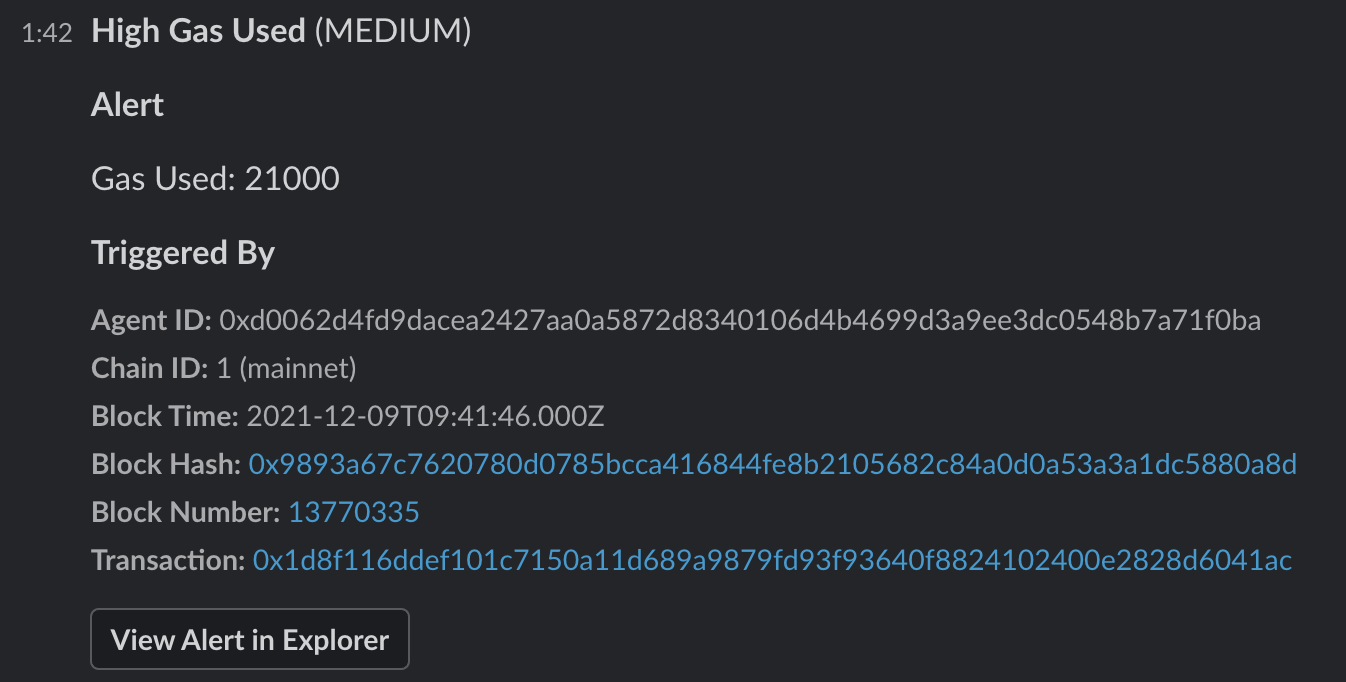 1:42 High Gas Used (MEDIUM)
Alert
Gas Used: 21000
Triggered By
Agent ID: 0xd0062d4fd9dacea2427aa0a5872d8340106d4b4699d3a9ee3dc0548b7a71f0ba
Chain ID: 1 (mainnet)
Block Time: 2021-12-09T09:41:46.000Z
Block Hash: 0x9893a67c7620780d0785bcca416844fe8b2105682c84a0d0a53a3a1dc5880a8d
Block Number: 13770335
Transaction: 0x1d8f116ddef101c7150a11d689a9879fd93f93640f8824102400e2828d6041ac
View Alert in Explorer